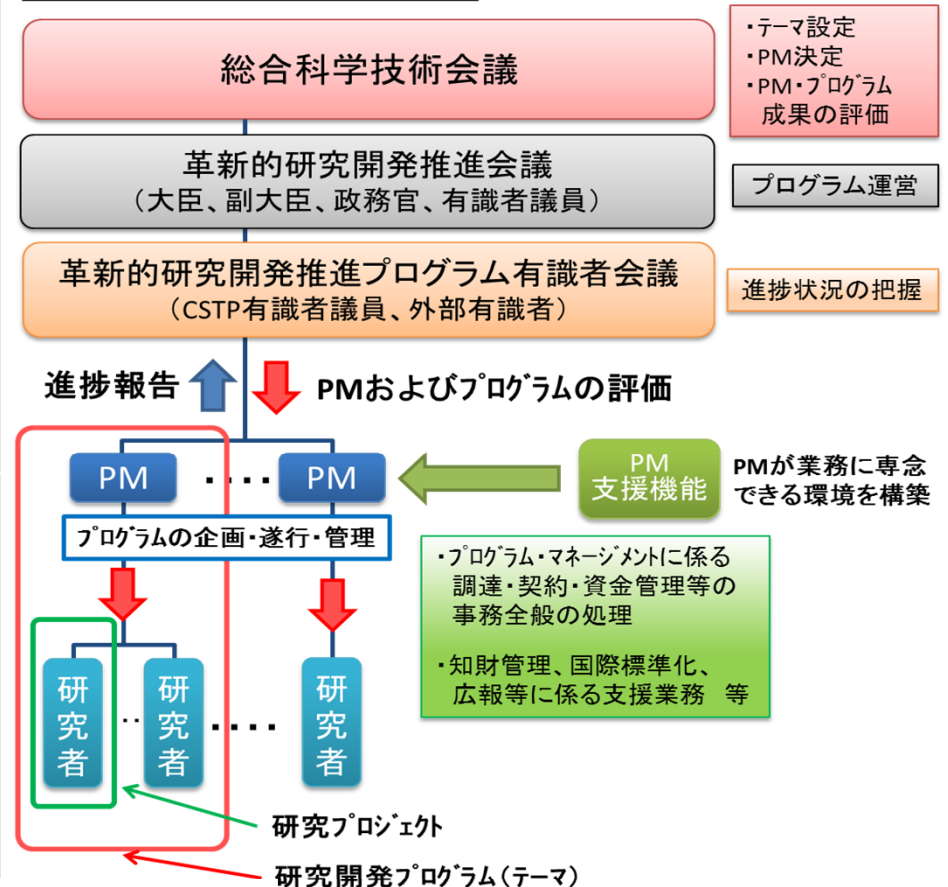 総合科学技術会議
・テーマ設定
・PM決定
・PM・プログラム
成果の評価
革新的研究開発推進会議
（大臣、副大臣、政務官、有識者議員）
プログラム運営
革新的研究開発推進プログラム有識者会議
（CSTP有識者議員、外部有識者）
進捗状況の把握
進捗報告
PMおよびプログラムの評価
PM
・・・・
PM
PM
支援機能
PMが業務に専念
できる環境を構築
プログラムの企画・遂行・管理
・プログラム・マネージメントに係る
調達・契約・資金管理等の
事務全般の処理
・知財管理、国際標準化、
広報等に係る支援業務　等
研究者
‥
研究者
・・・・
研究者
研究プロジェクト
研究開発プログラム（テーマ）